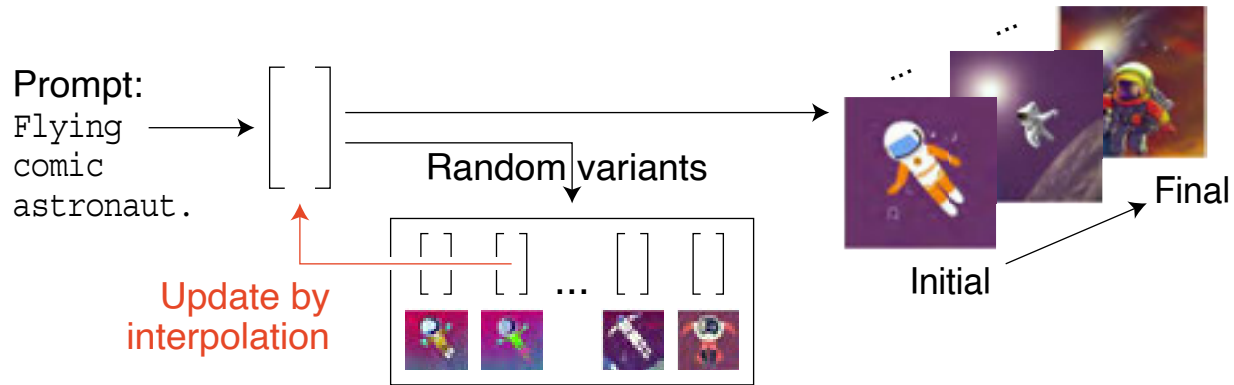 Prompt:
Flying
comic
astronaut.
Random variants
Update by
interpolation
...
...
...
Initial
Final